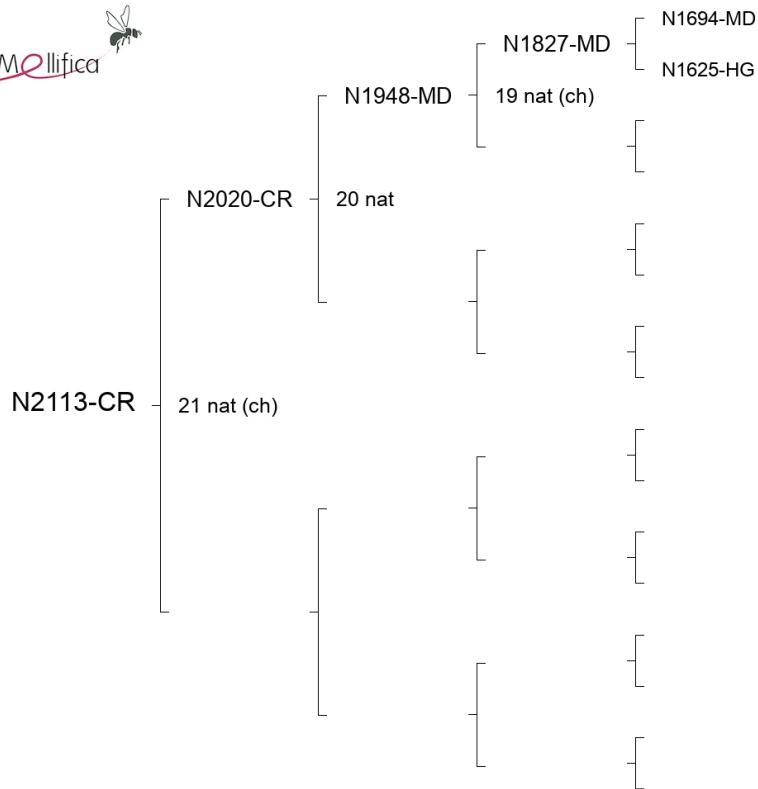 Mellifica
N1694-MD
N1827-MD
N1625-HG
N1948-MD
19 nat (ch)
N2020-CR
20 nat
N2113-CR
21 nat (ch)